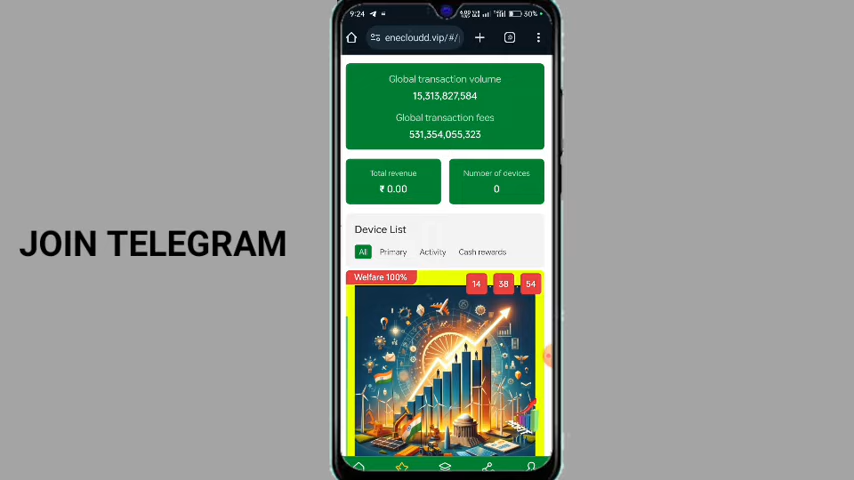 JOIN TELEGRAM
9:24
30%
enecloudd.vip/#/
Global transaction volume
15,313,827,584
Global transaction fees
531,354,055,323
Total revenue
₹ 0.00
Number of devices
0
Device List
All Primary Activity Cash rewards
Welfare 100%
14 38 54